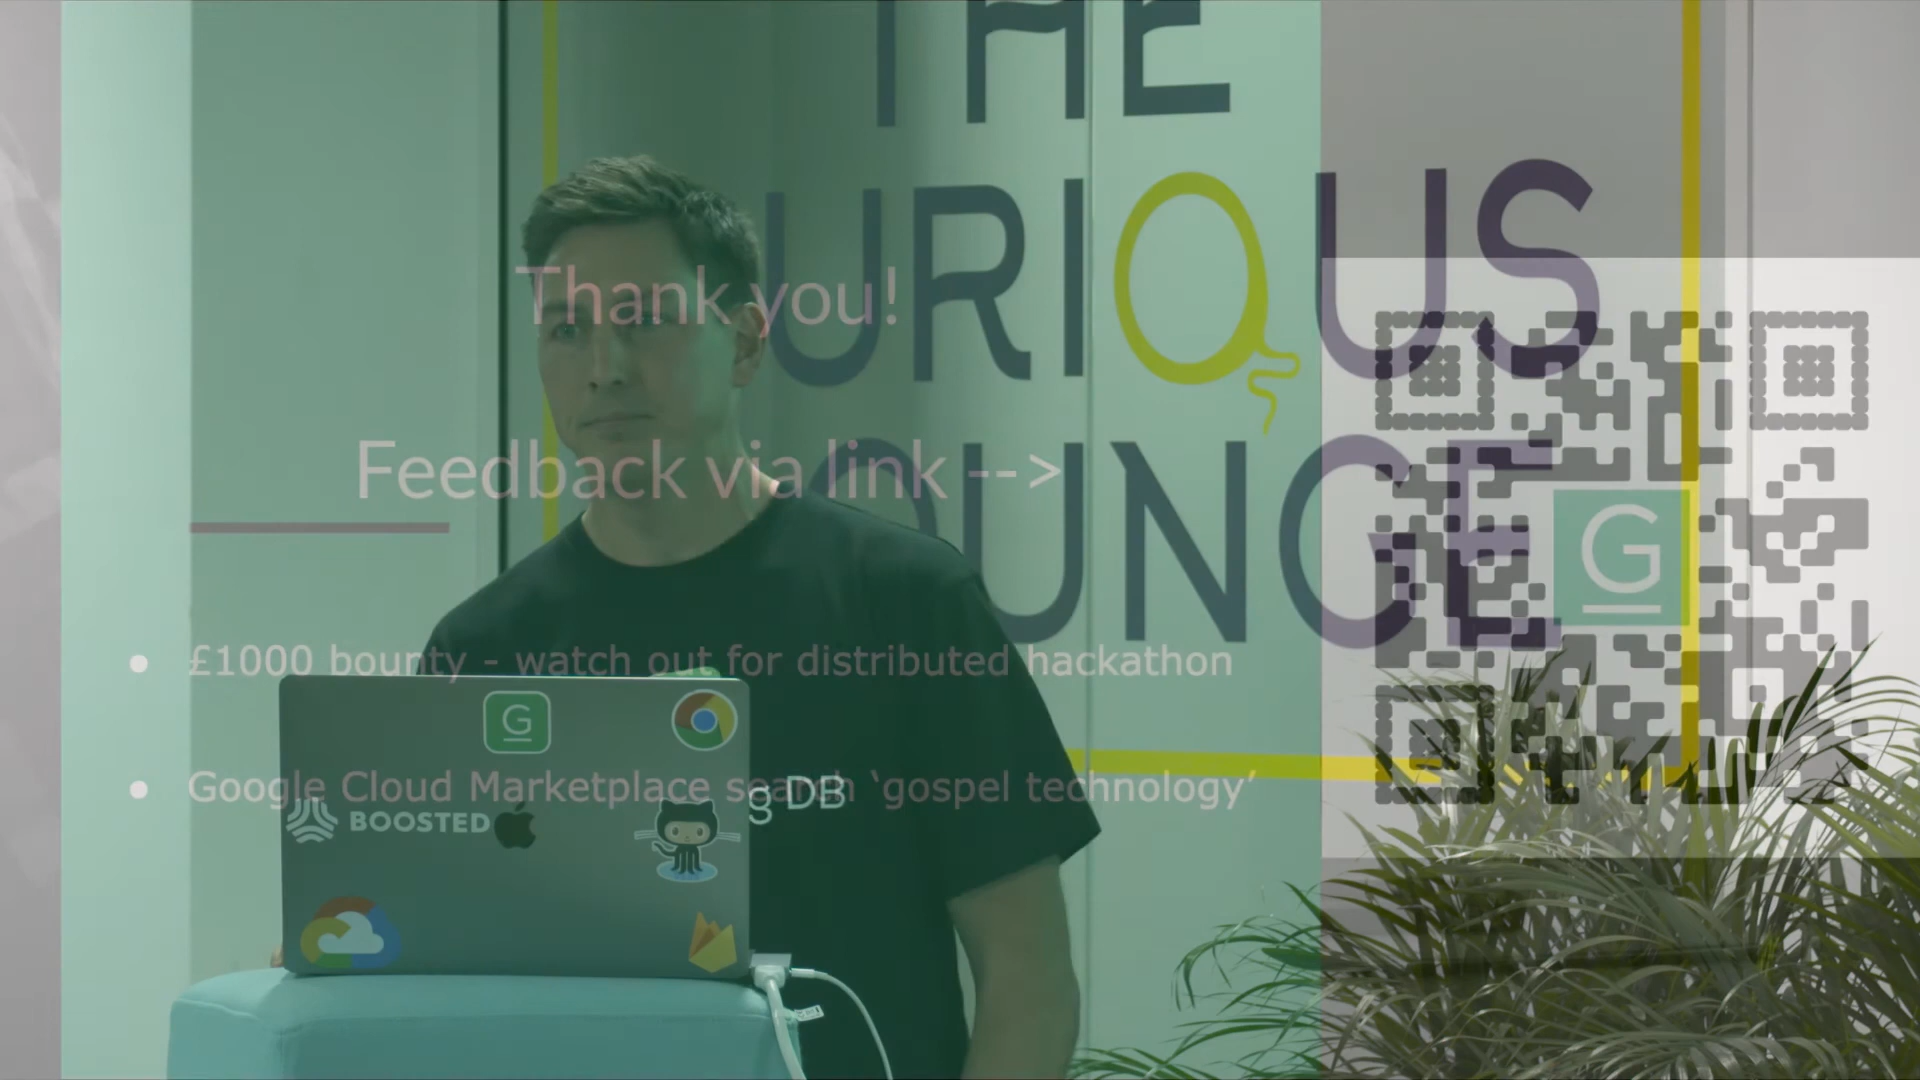 THE
URIOUS
OUNGE
Thank you!
Feedback via link -->
G
£1000 bounty - watch out for distributed hackathon
G
Google Cloud Marketplace search ‘gospel technology’
g DB
BOOSTED